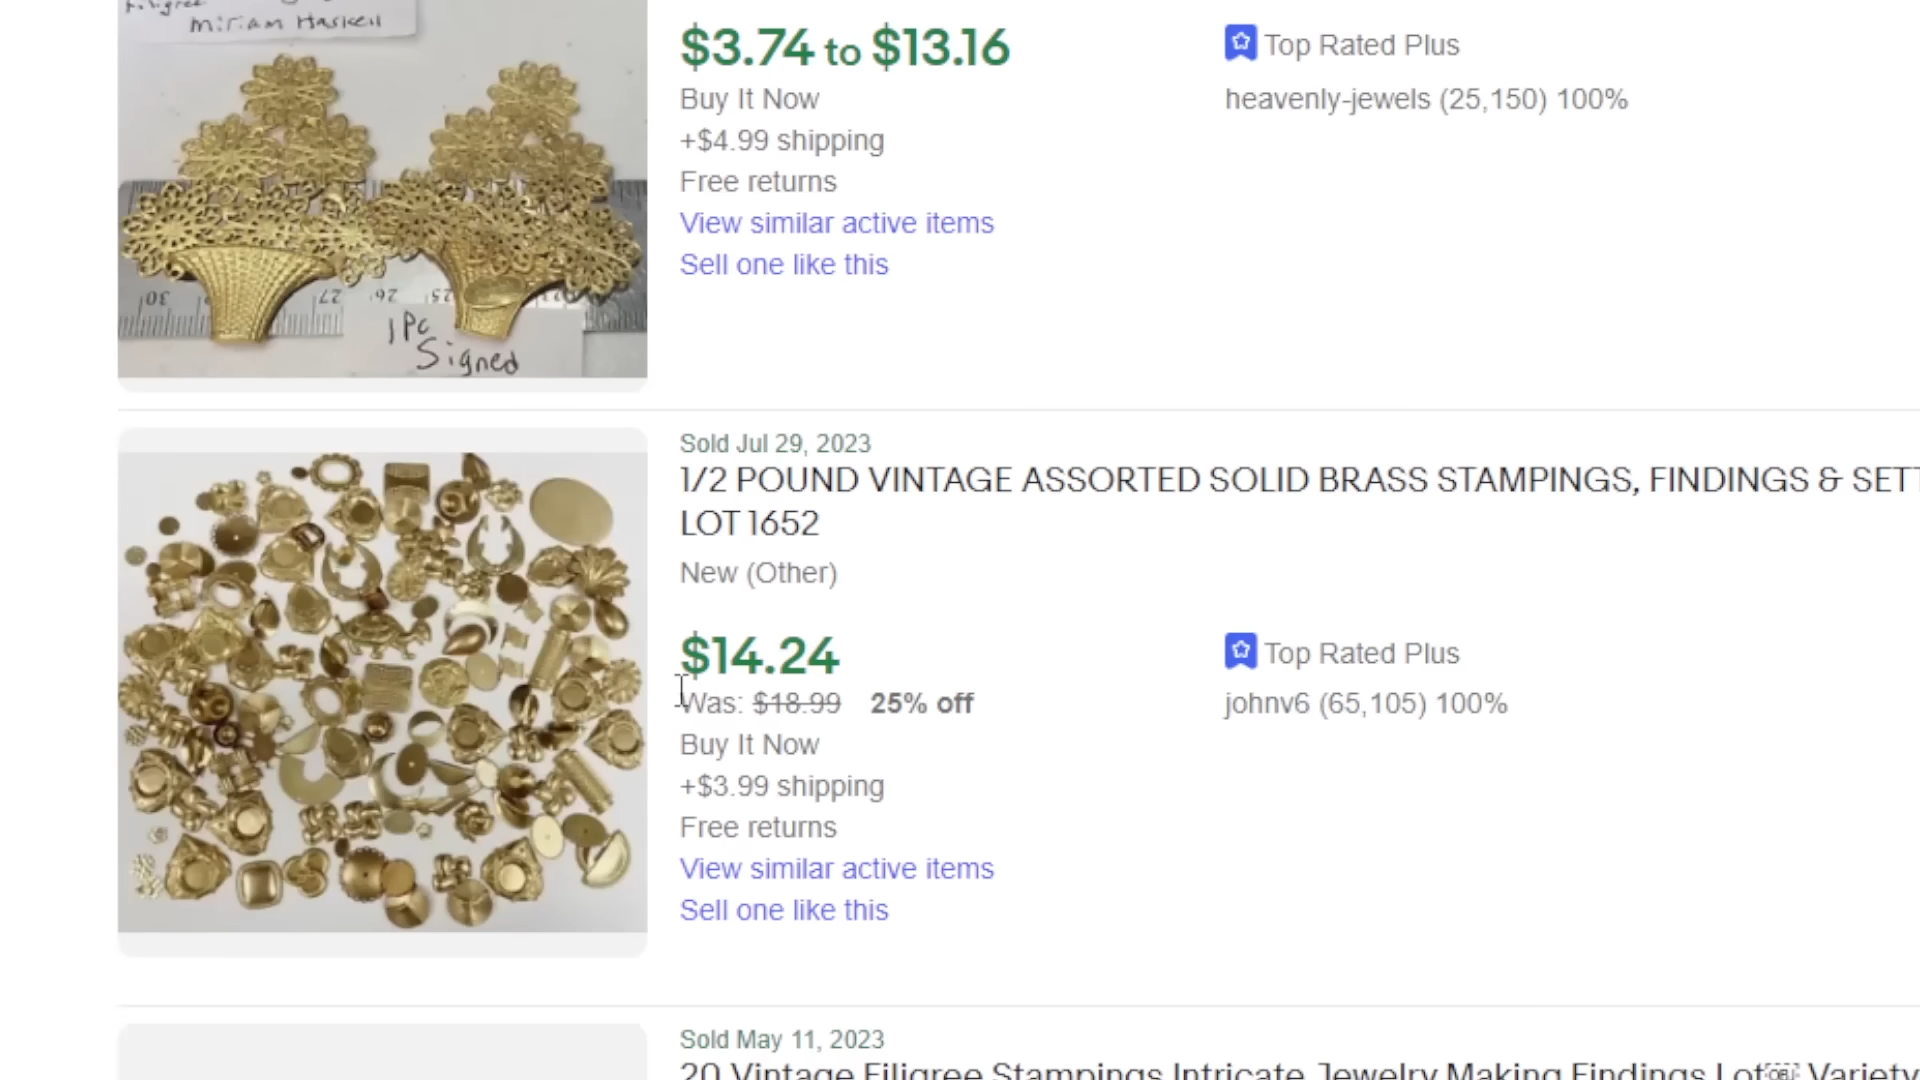 Miriam Haskell
$3.74 to $13.16
Buy It Now
+$4.99 shipping
Free returns
View similar active items
Sell one like this
Top Rated Plus
heavenly-jewels (25,150) 100%
30 27 26 25
1 Pc
Signed
Sold Jul 29, 2023
1/2 POUND VINTAGE ASSORTED SOLID BRASS STAMPINGS, FINDINGS & SETT
LOT 1652
New (Other)
$14.24
Was: $18.99 25% off
Buy It Now
+$3.99 shipping
Free returns
View similar active items
Sell one like this
Top Rated Plus
johnv6 (65,105) 100%
Sold May 11, 2023
20 Vintage Filigree Stampings Intricate Jewelry Making Findings Lot Variety